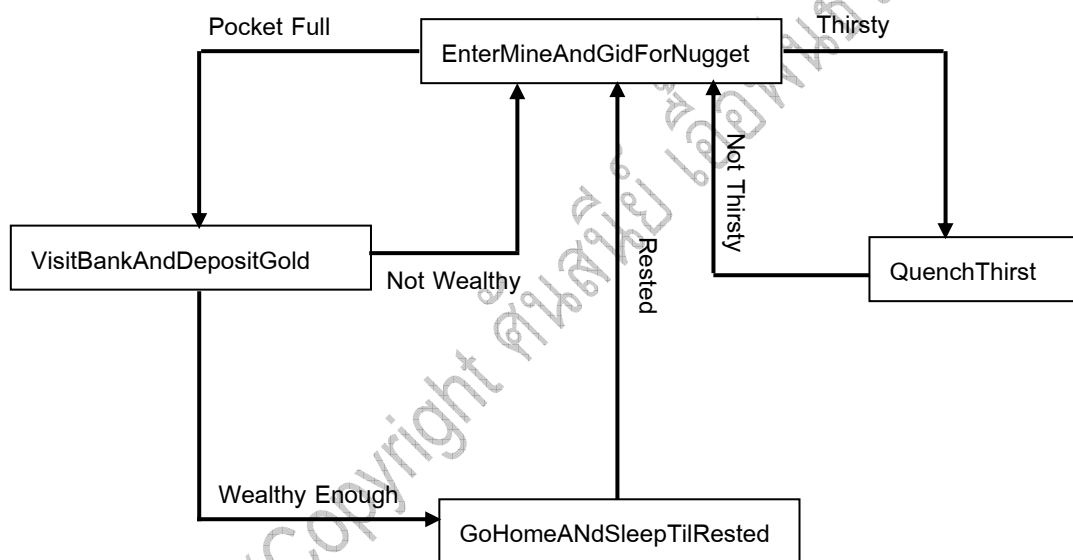 Pocket Full
Thirsty
EnterMineAndGidForNugget
Not Thirsty
VisitBankAndDepositGold
Not Wealthy
Rested
QuenchThirst
Wealthy Enough
GoHomeANdSleepTilRested
Copyright